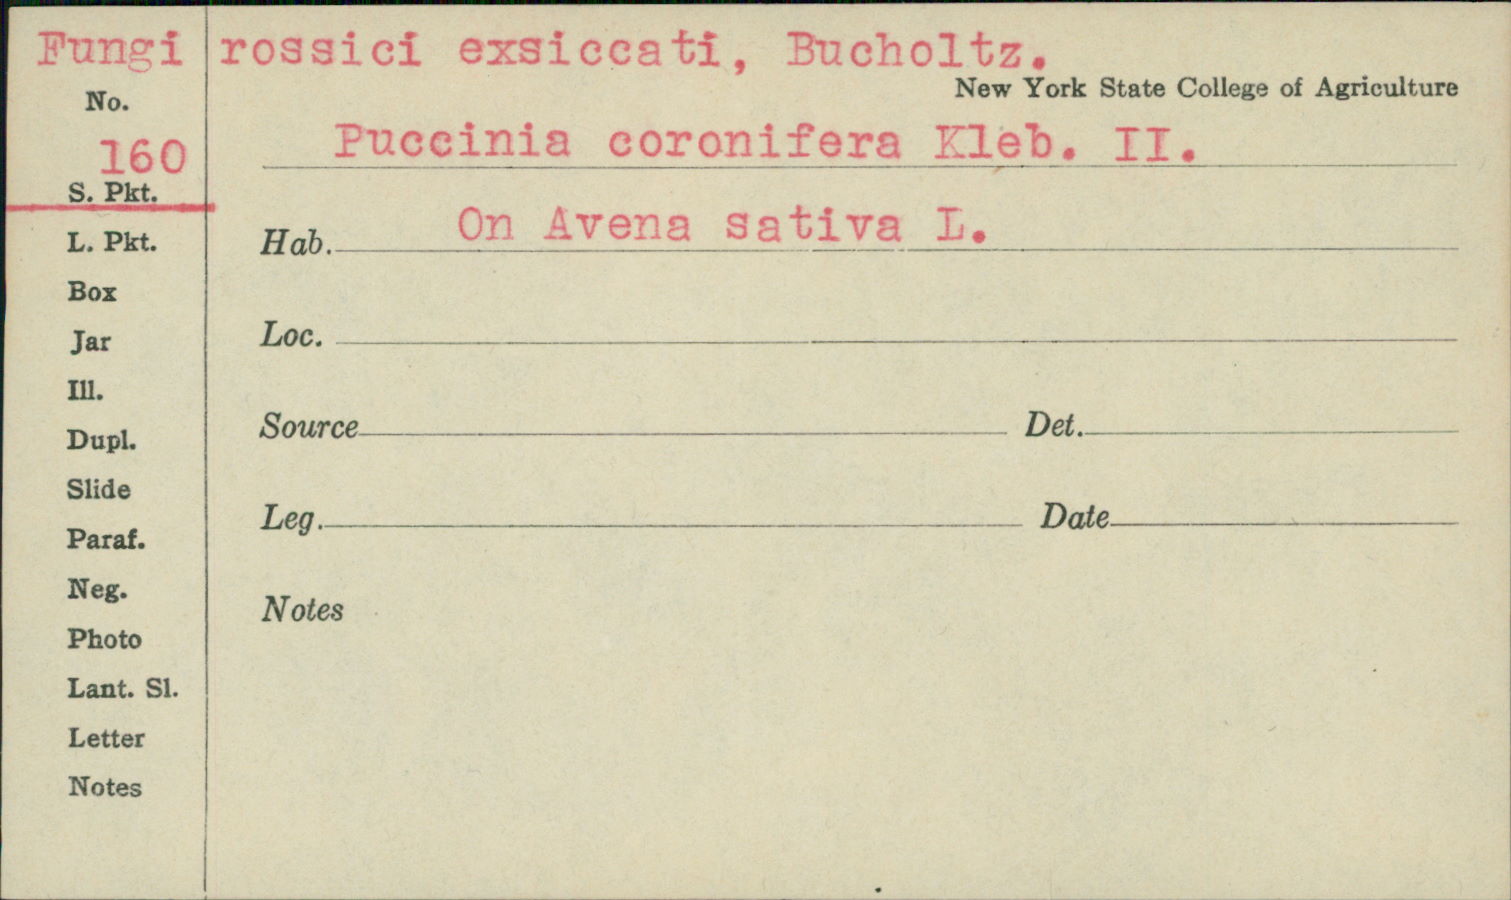 Fungi rossici exsiccati, Bucholtz.
New York State College of Agriculture
No.
160
Puccinia coronifera Kleb. II.
S. Pkt.
Hab. On Avena sativa L.
L. Pkt.
Box
Jar
Loc.
Ill.
Dupl.
Source Det.
Slide
Paraf.
Leg. Date
Neg.
Notes
Photo
Lant. Sl.
Letter
Notes